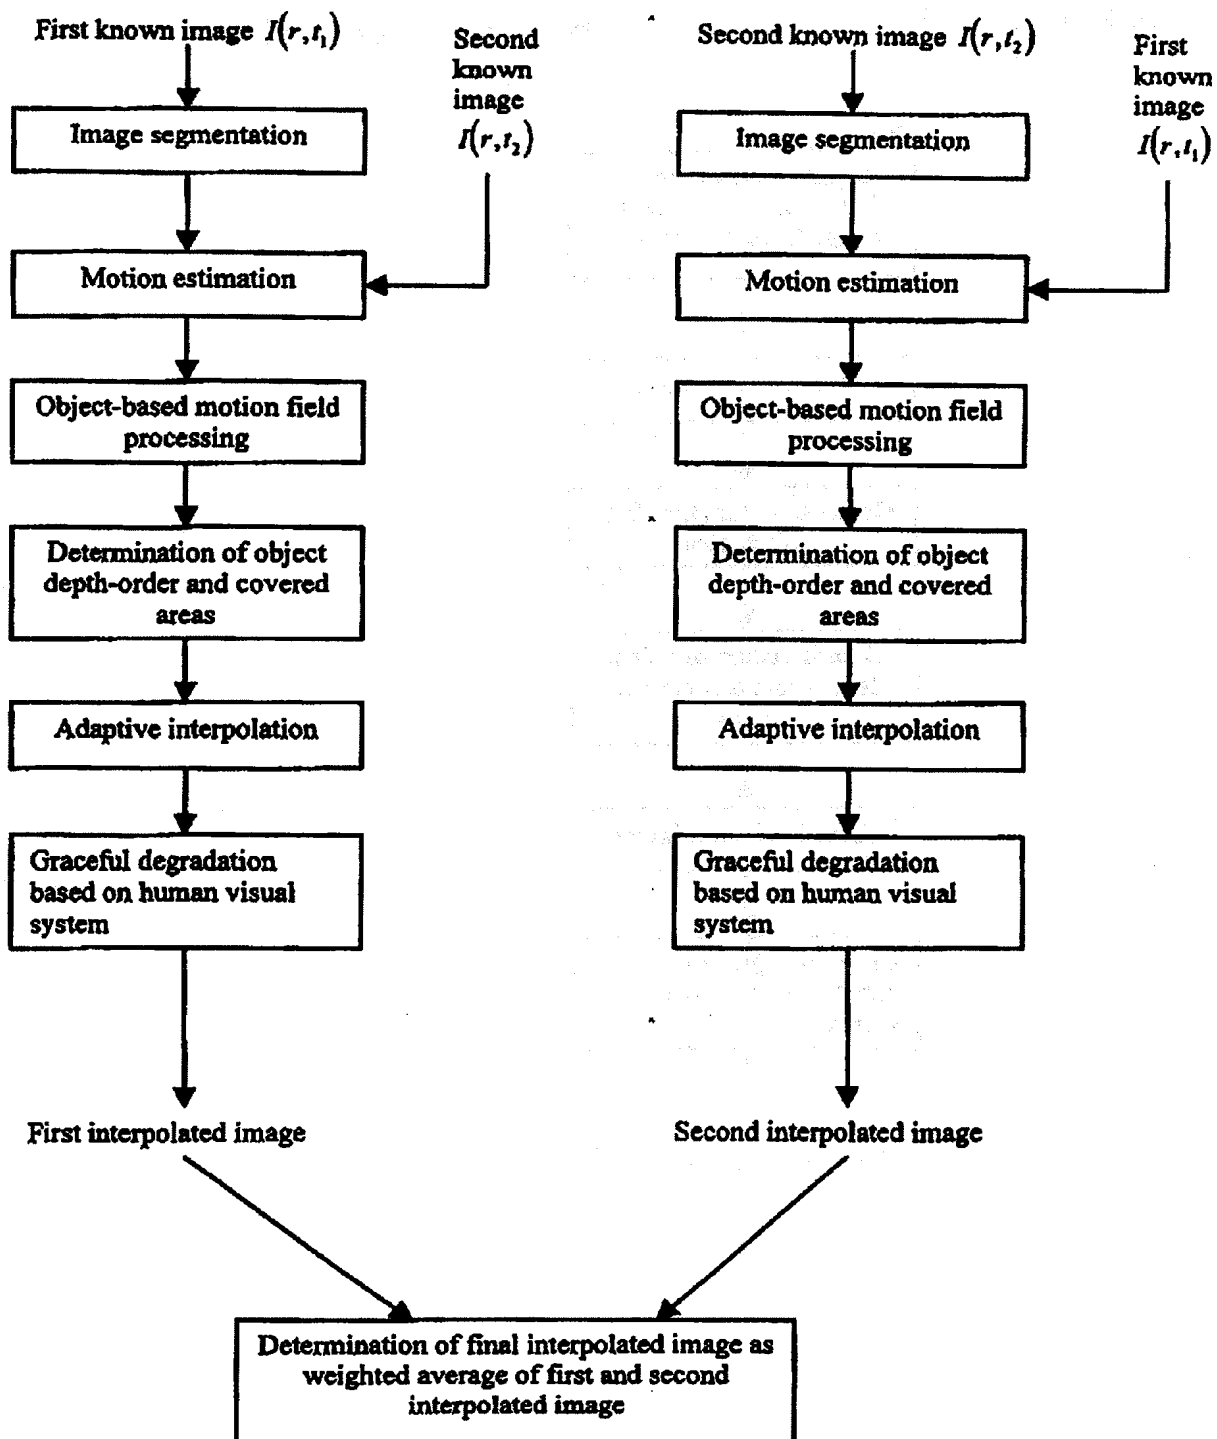 First known image I(r,t₁)
Second
known
image
I(r,t₂)
Image segmentation
Motion estimation
Object-based motion field
processing
Determination of object
depth-order and covered
areas
Adaptive interpolation
Graceful degradation
based on human visual
system
First interpolated image
Second known image I(r,t₂)
First
known
image
I(r,t₁)
Image segmentation
Motion estimation
Object-based motion field
processing
Determination of object
depth-order and covered
areas
Adaptive interpolation
Graceful degradation
based on human visual
system
Second interpolated image
Determination of final interpolated image as
weighted average of first and second
interpolated image